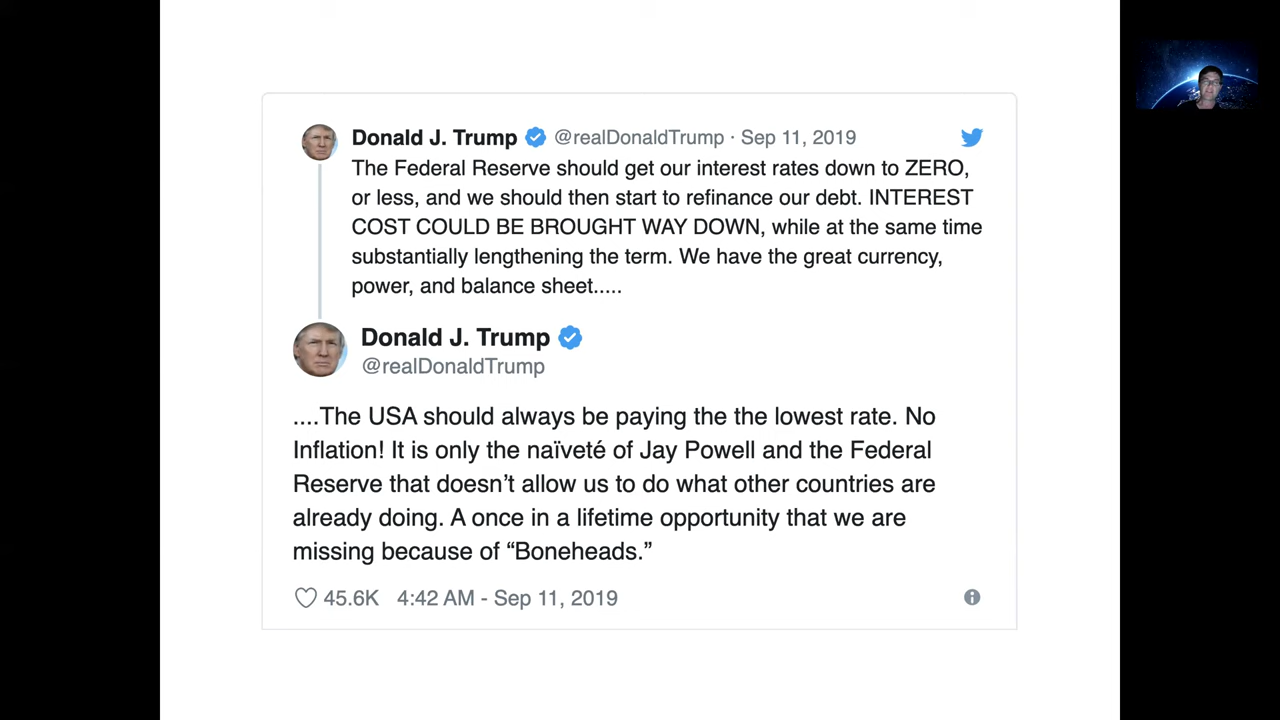 Donald J. Trump @realDonaldTrump · Sep 11, 2019
The Federal Reserve should get our interest rates down to ZERO,
or less, and we should then start to refinance our debt. INTEREST
COST COULD BE BROUGHT WAY DOWN, while at the same time
substantially lengthening the term. We have the great currency,
power, and balance sheet.....
Donald J. Trump
@realDonaldTrump
....The USA should always be paying the the lowest rate. No
Inflation! It is only the naïveté of Jay Powell and the Federal
Reserve that doesn’t allow us to do what other countries are
already doing. A once in a lifetime opportunity that we are
missing because of “Boneheads.”
45.6K 4:42 AM - Sep 11, 2019